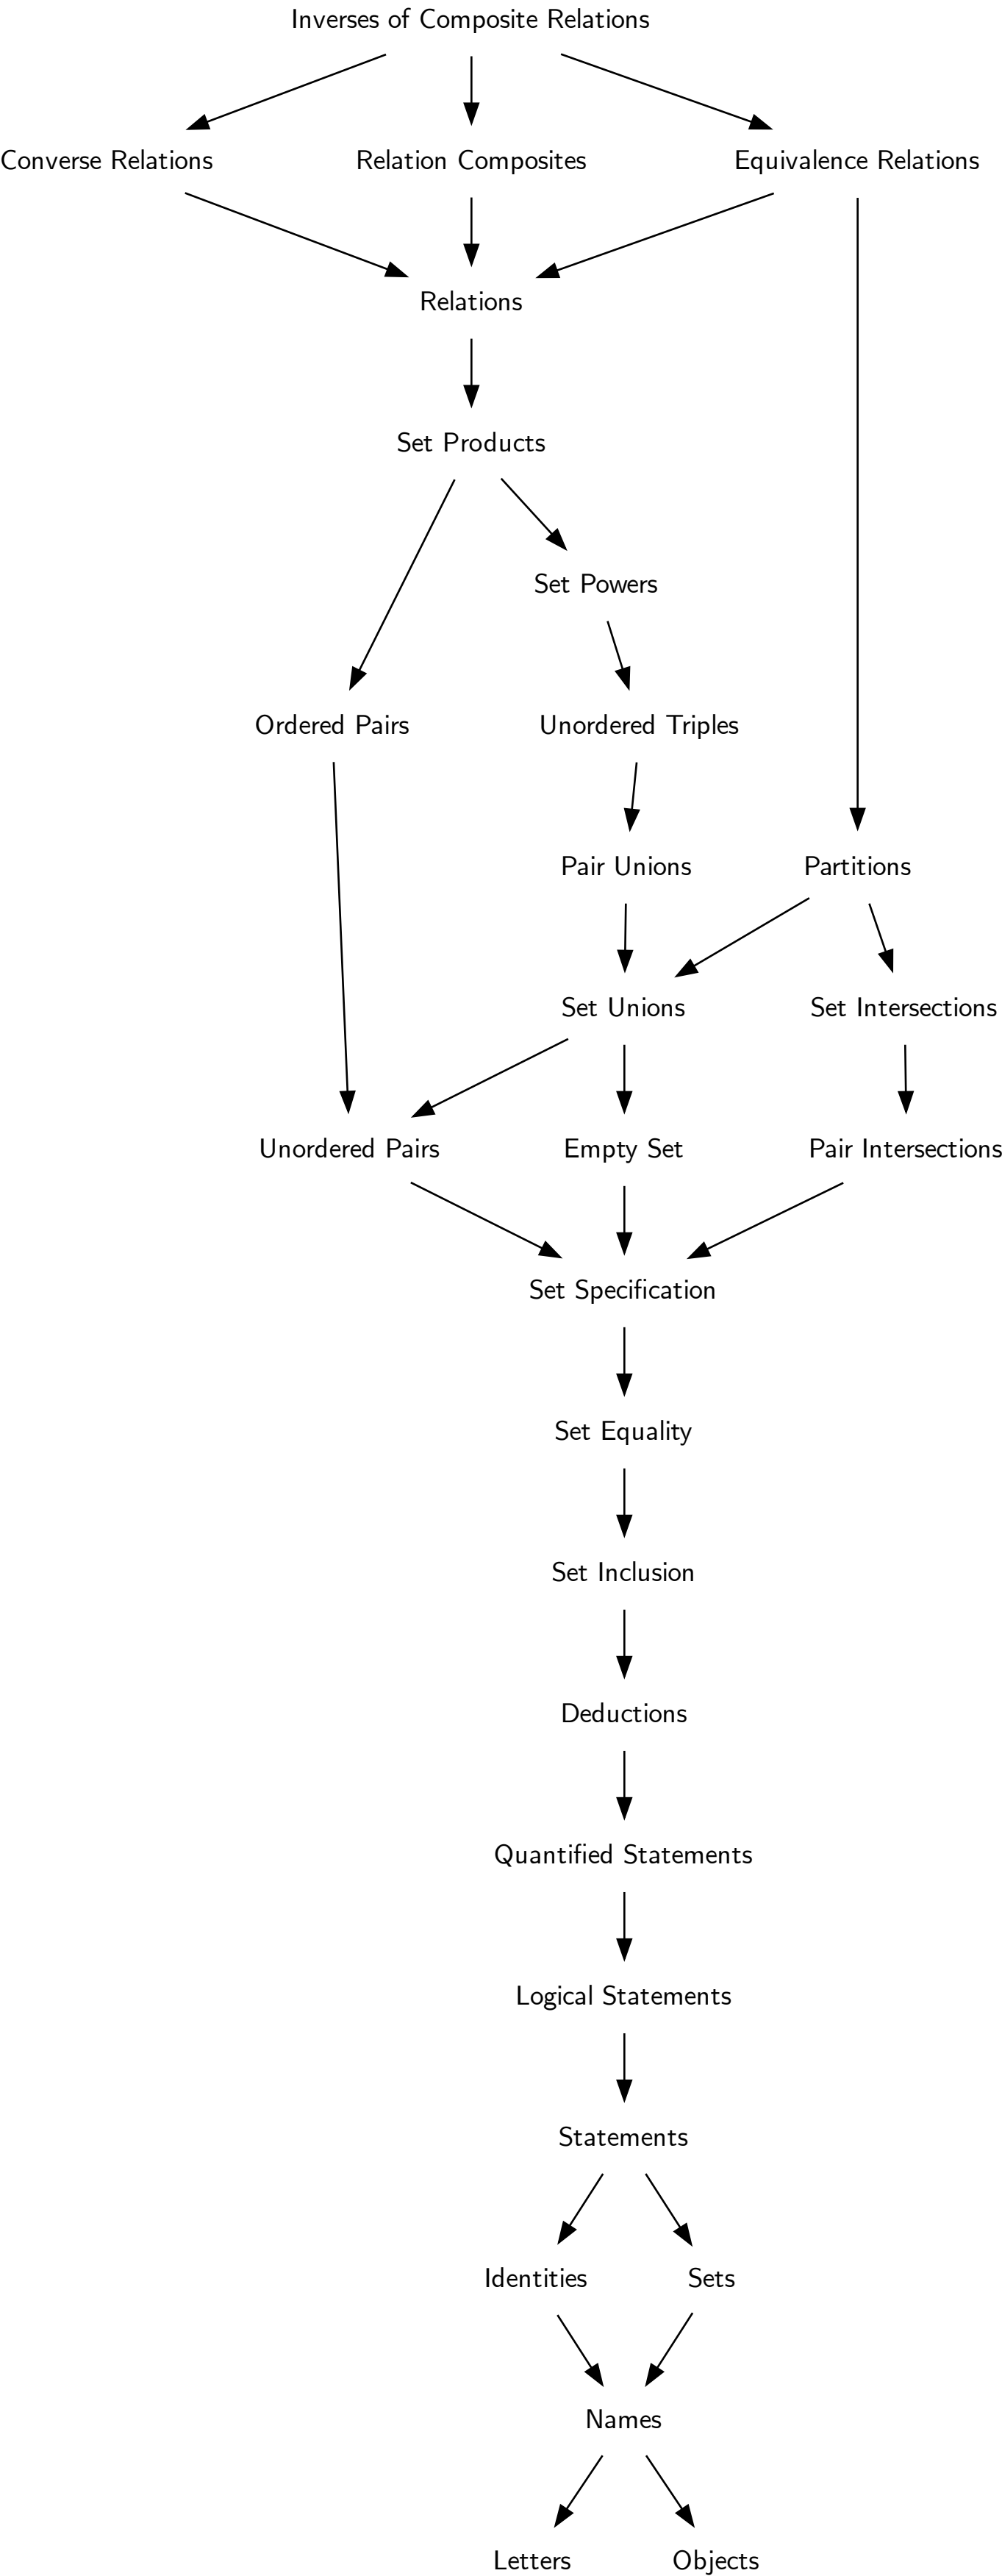 Inverses of Composite Relations
Converse Relations
Relation Composites
Equivalence Relations
Relations
Set Products
Set Powers
Ordered Pairs
Unordered Triples
Pair Unions
Partitions
Set Unions
Set Intersections
Unordered Pairs
Empty Set
Pair Intersections
Set Specification
Set Equality
Set Inclusion
Deductions
Quantified Statements
Logical Statements
Statements
Identities
Sets
Names
Letters
Objects